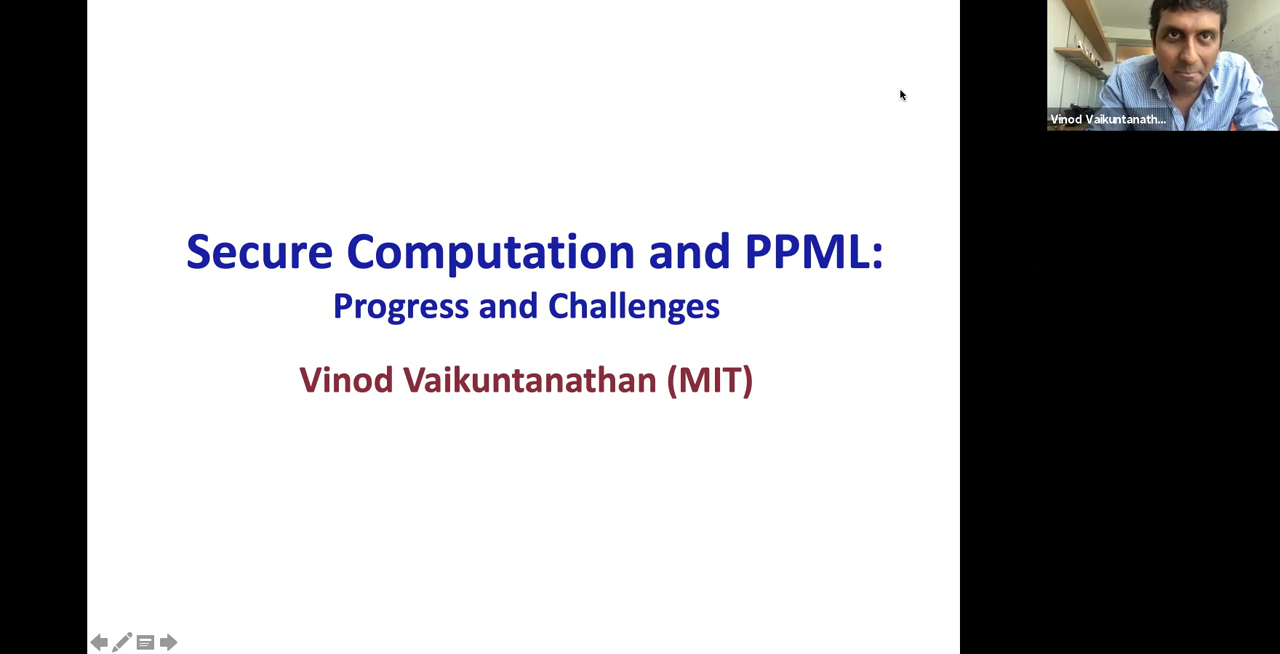 Secure Computation and PPML:
Progress and Challenges
Vinod Vaikuntanathan (MIT)
Vinod Vaikuntanath...